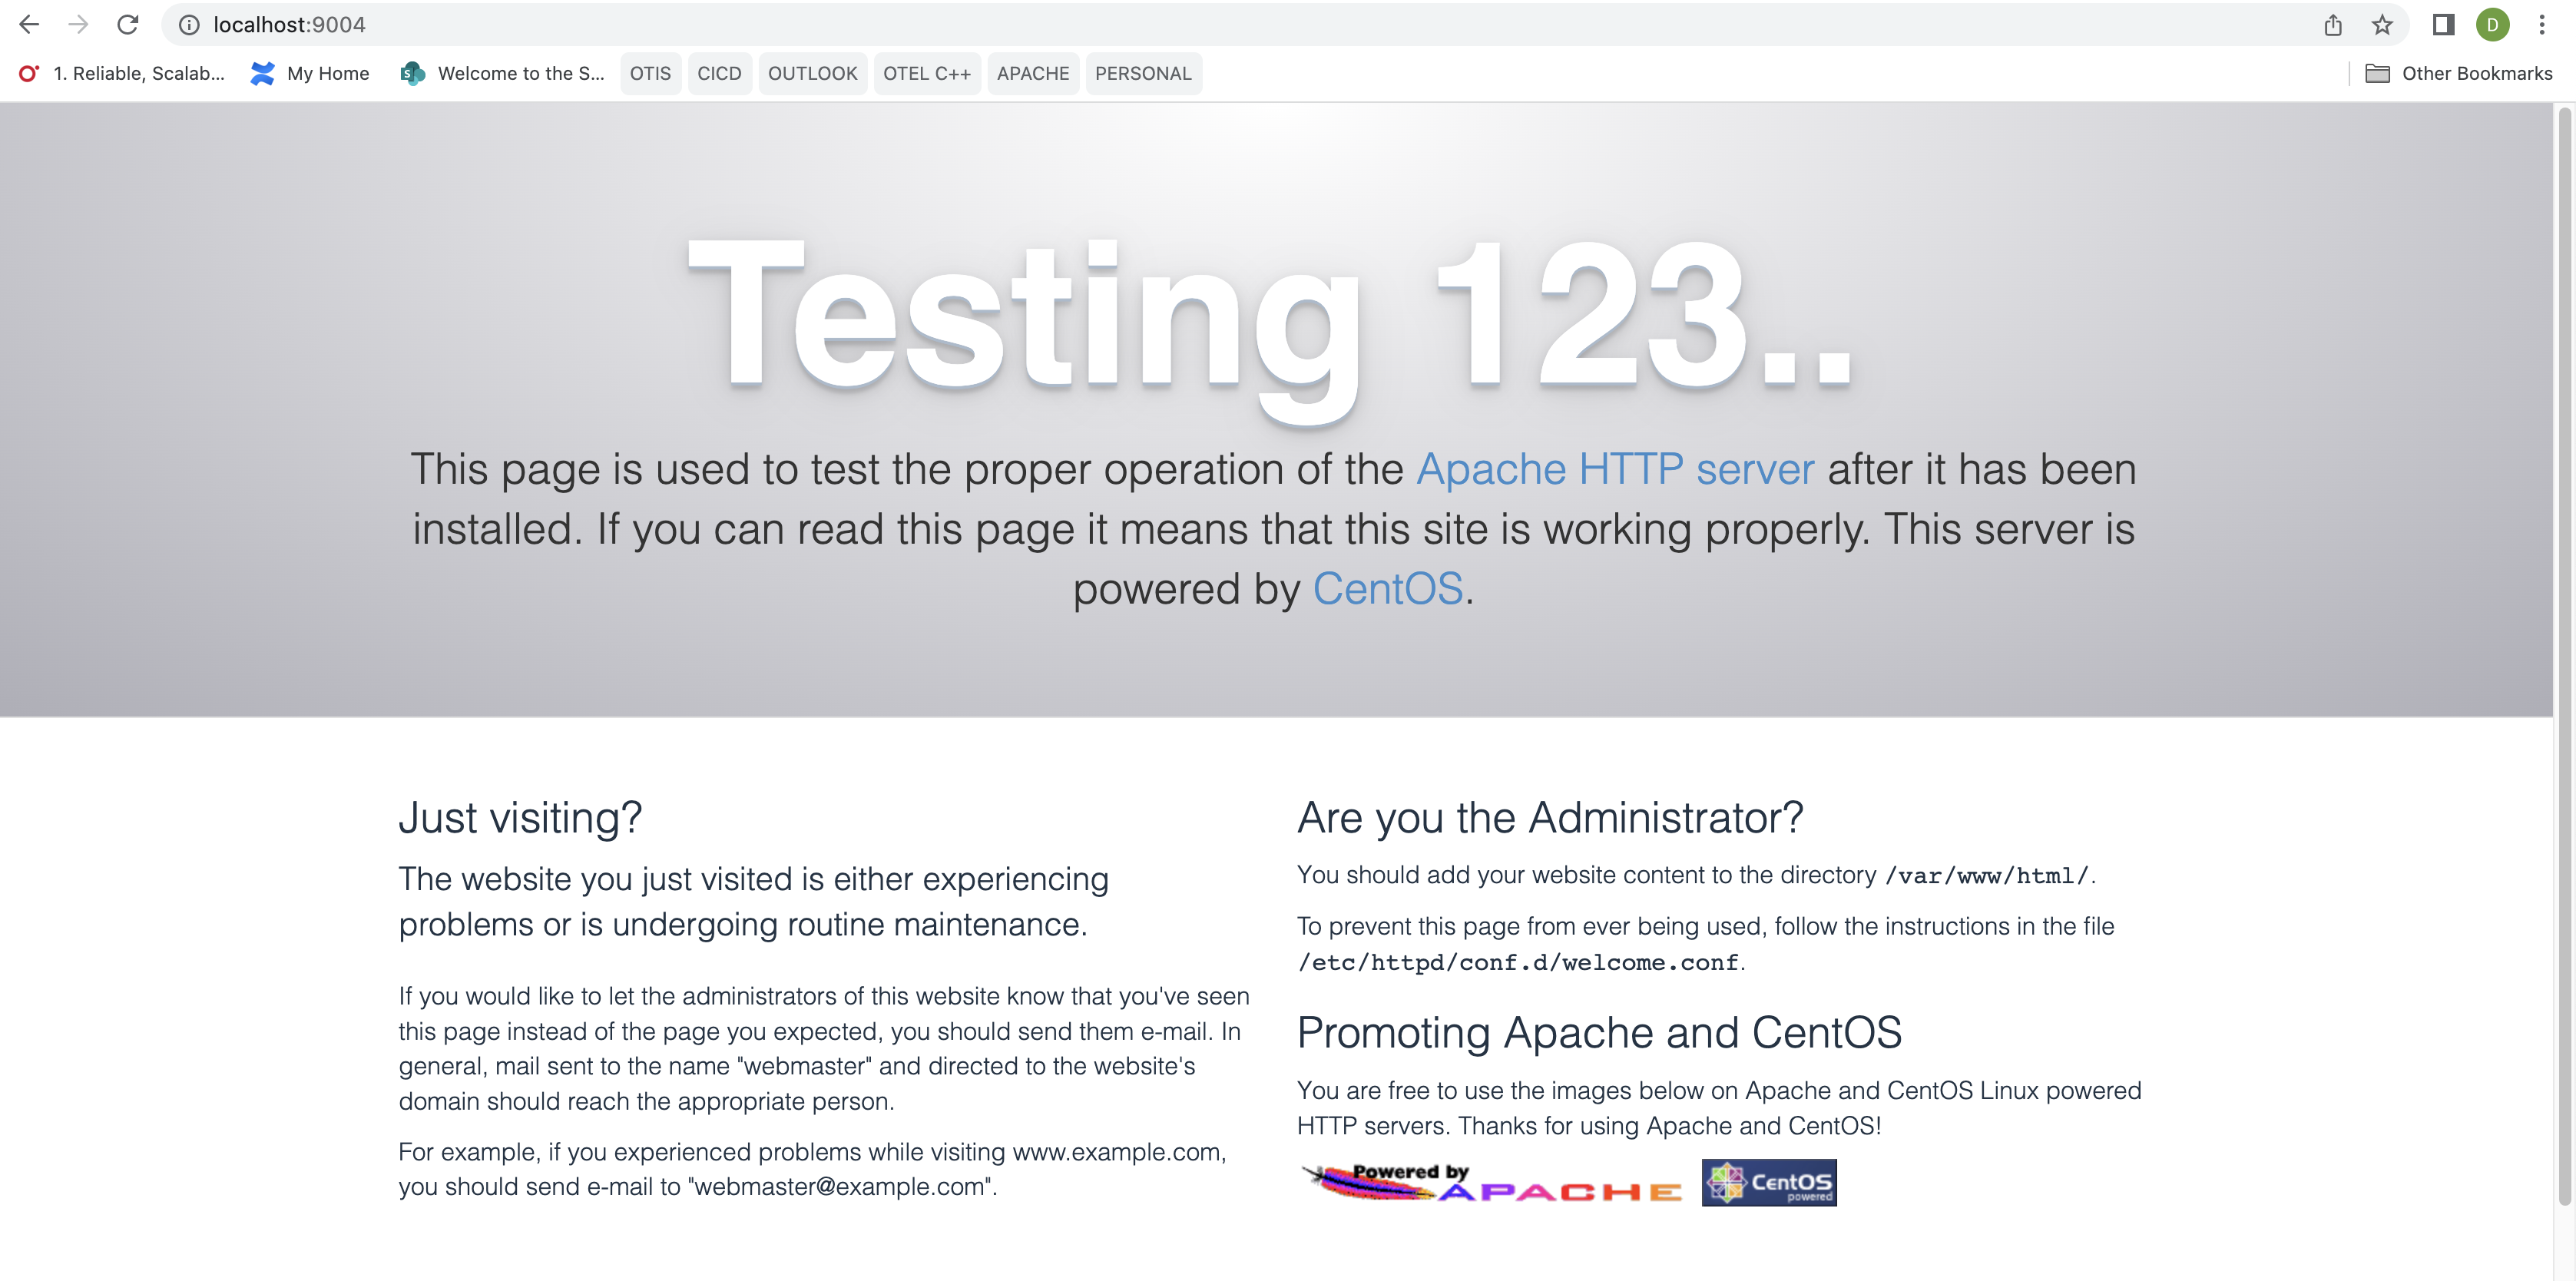 localhost:9004
1. Reliable, Scalab...
My Home
Welcome to the S...
OTIS
CICD
OUTLOOK
OTEL C++
APACHE
PERSONAL
Other Bookmarks
D
Testing 123..
This page is used to test the proper operation of the Apache HTTP server after it has been
installed. If you can read this page it means that this site is working properly. This server is
powered by CentOS.
Just visiting?
The website you just visited is either experiencing
problems or is undergoing routine maintenance.
If you would like to let the administrators of this website know that you've seen
this page instead of the page you expected, you should send them e-mail. In
general, mail sent to the name "webmaster" and directed to the website's
domain should reach the appropriate person.
For example, if you experienced problems while visiting www.example.com,
you should send e-mail to "webmaster@example.com".
Are you the Administrator?
You should add your website content to the directory /var/www/html/.
To prevent this page from ever being used, follow the instructions in the file
/etc/httpd/conf.d/welcome.conf.
Promoting Apache and CentOS
You are free to use the images below on Apache and CentOS Linux powered
HTTP servers. Thanks for using Apache and CentOS!
Powered by
APACHE
CentOS
powered